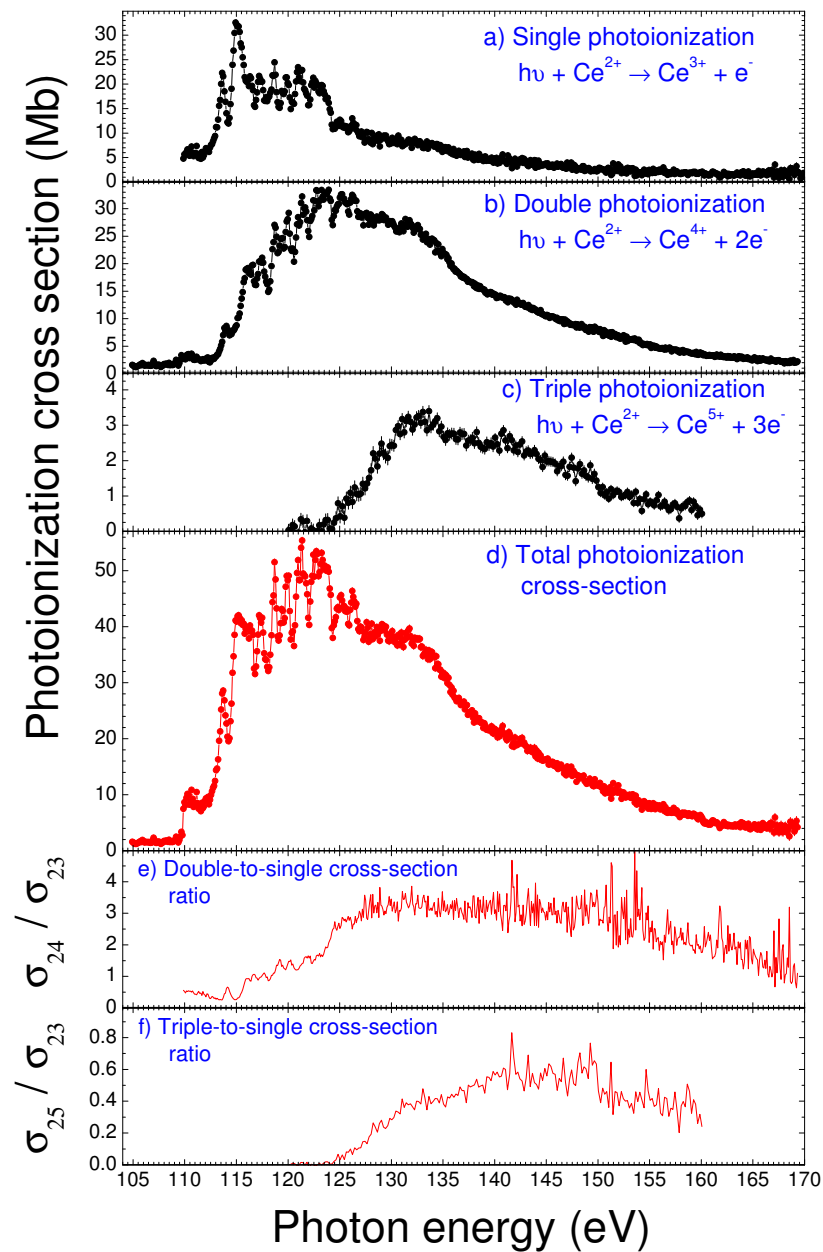 Photoionization cross section (Mb)
a) Single photoionization
hυ + Ce²⁺ → Ce³⁺ + e⁻
30
25
20
15
10
5
0
b) Double photoionization
hυ + Ce²⁺ → Ce⁴⁺ + 2e⁻
30
25
20
15
10
5
0
c) Triple photoionization
hυ + Ce²⁺ → Ce⁵⁺ + 3e⁻
4
3
2
1
0
d) Total photoionization
cross-section
50
40
30
20
10
0
σ₂₄ / σ₂₃
e) Double-to-single cross-section
ratio
4
3
2
1
0
σ₂₅ / σ₂₃
f) Triple-to-single cross-section
ratio
0.8
0.6
0.4
0.2
0.0
105 110 115 120 125 130 135 140 145 150 155 160 165 170
Photon energy (eV)